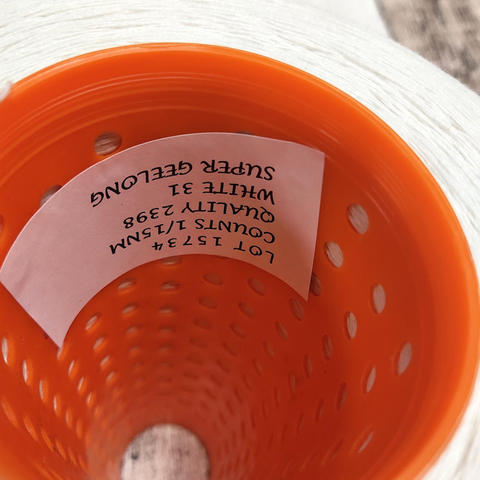 SUPER GEELONG
WHITE 31
QUALITY 2398
COUNTS 1/15NM
LOT 15734